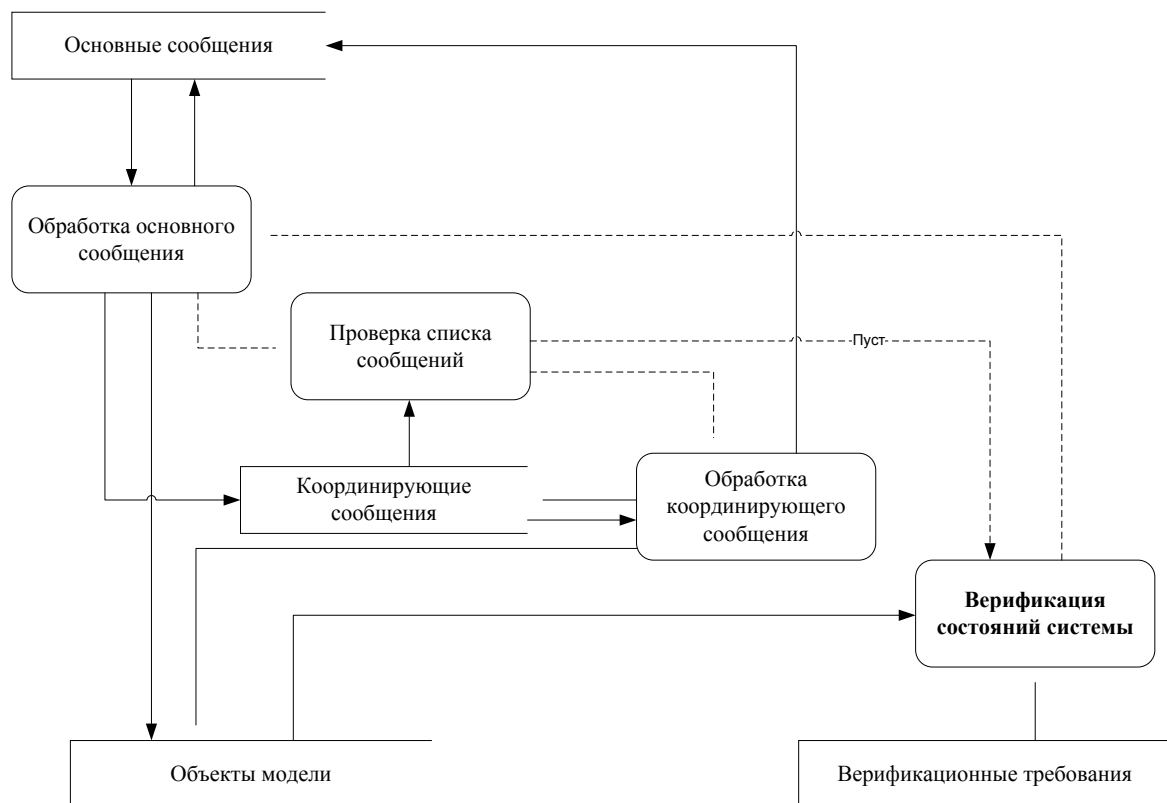 Основные сообщения
Обработка основного
сообщения
Проверка списка
сообщений
Пуст
Координирующие
сообщения
Обработка
координирующего
сообщения
Верификация
состояний системы
Объекты модели
Верификационные требования